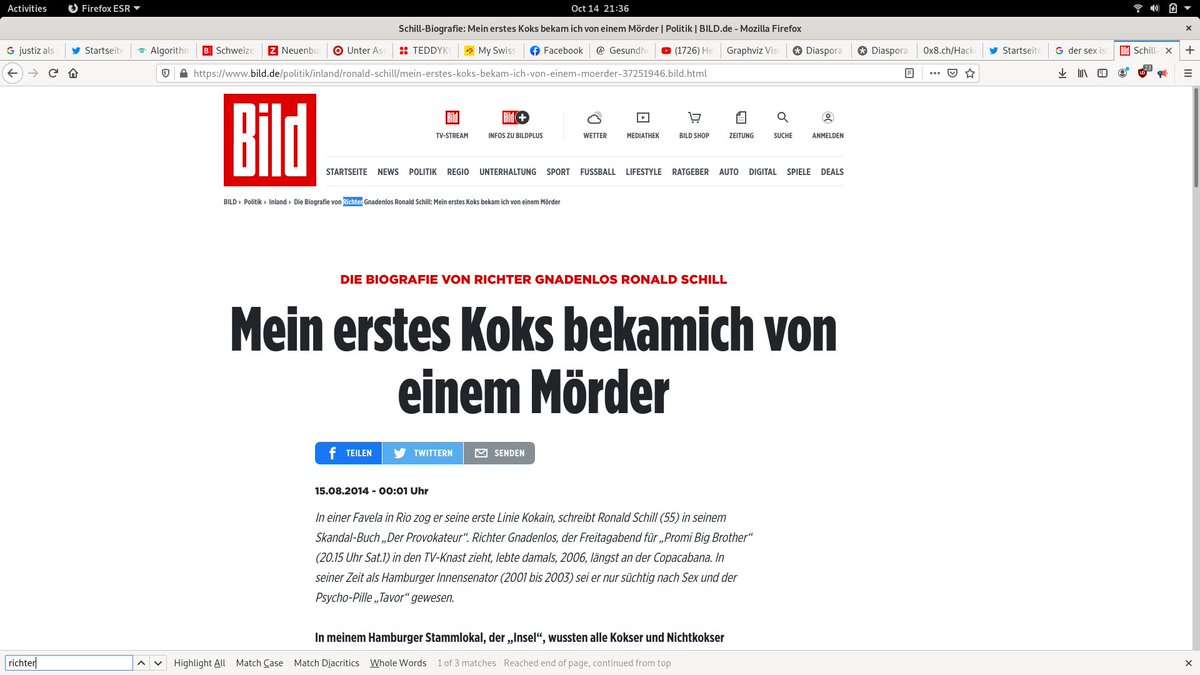 Activities Firefox ESR Oct 14 21:36
Schill-Biografie: Mein erstes Koks bekam ich von einem Mörder | Politik | BILD.de - Mozilla Firefox
justiz als Startseite Algorithm Schweize Neuenbu Unter Ass TEDDYKO My Swiss Facebook Gesundh (1726) He Graphviz Vis Diaspora Diaspora 0x8.ch/Hack Startseite der sex is Schill-
https://www.bild.de/politik/inland/ronald-schill/mein-erstes-koks-bekam-ich-von-einem-moerder-37251946.bild.html
Bild
TV-STREAM INFOS ZU BILDPLUS WETTER MEDIATHEK BILD SHOP ZEITUNG SUCHE ANMELDEN
STARTSEITE NEWS POLITIK REGIO UNTERHALTUNG SPORT FUSSBALL LIFESTYLE RATGEBER AUTO DIGITAL SPIELE DEALS
BILD › Politik › Inland › Die Biografie von Richter Gnadenlos Ronald Schill: Mein erstes Koks bekam ich von einem Mörder
DIE BIOGRAFIE VON RICHTER GNADENLOS RONALD SCHILL
Mein erstes Koks bekamich von
einem Mörder
TEILEN TWITTERN SENDEN
15.08.2014 - 00:01 Uhr
In einer Favela in Rio zog er seine erste Linie Kokain, schreibt Ronald Schill (55) in seinem
Skandal-Buch „Der Provokateur“. Richter Gnadenlos, der Freitagabend für „Promi Big Brother“
(20.15 Uhr Sat.1) in den TV-Knast zieht, lebte damals, 2006, längst an der Copacabana. In
seiner Zeit als Hamburger Innensenator (2001 bis 2003) sei er nur süchtig nach Sex und der
Psycho-Pille „Tavor“ gewesen.
In meinem Hamburger Stammlokal, der „Insel“, wussten alle Kokser und Nichtkokser
richter Highlight All Match Case Match Diacritics Whole Words 1 of 3 matches Reached end of page, continued from top